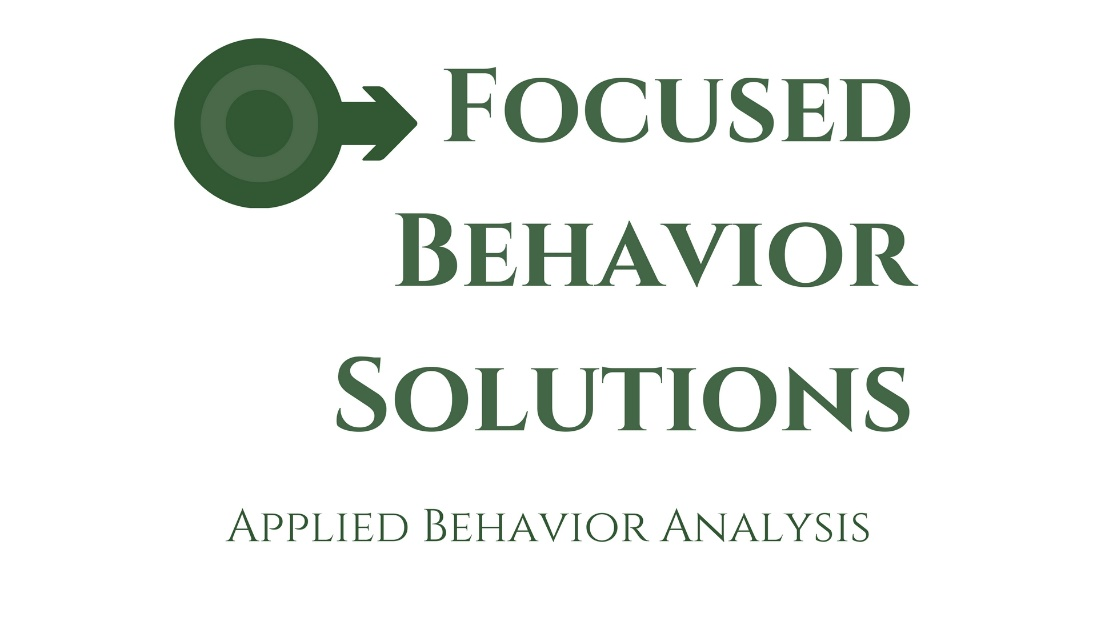 Focused
Behavior
Solutions
Applied Behavior Analysis